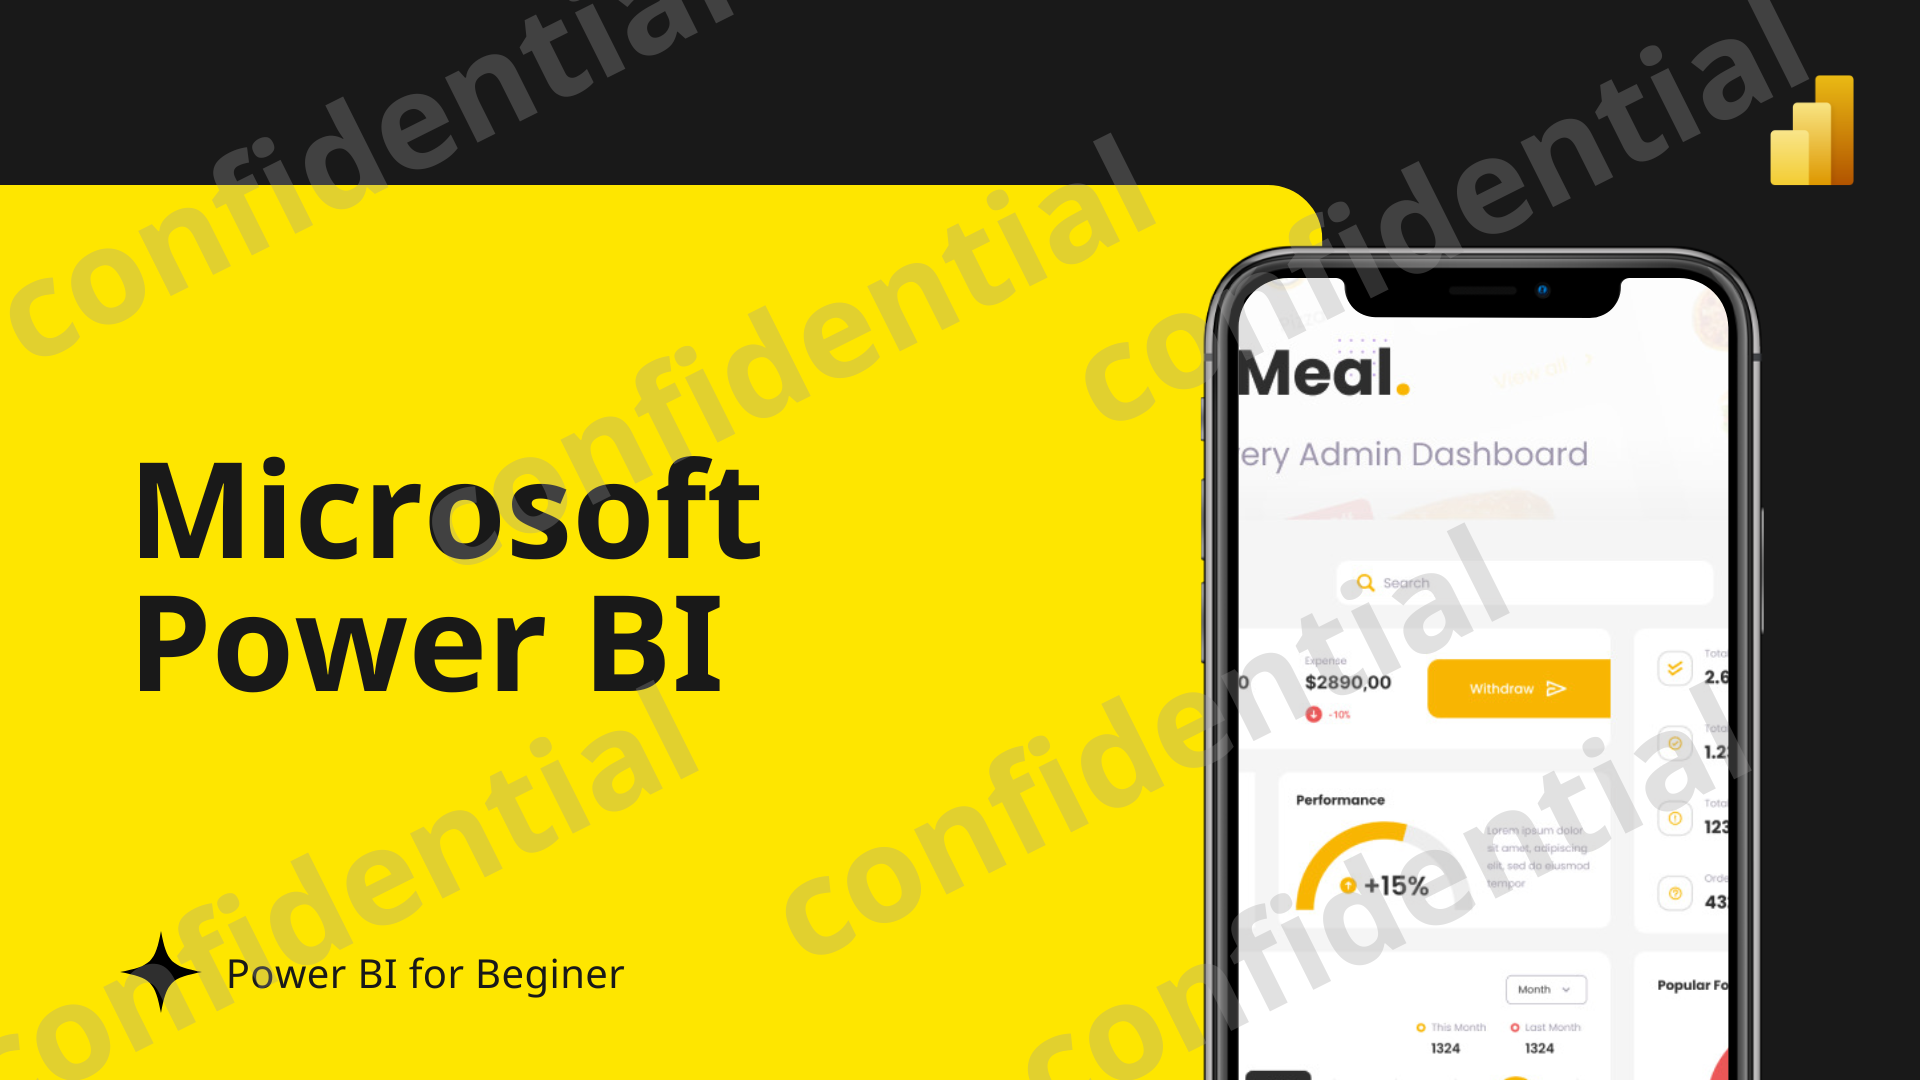 confidential
confidential
confidential
Microsoft
Power BI
Power BI for Beginer
confidential
confidential
confidential
Meal.
ery Admin Dashboard
View all
Search
Expense
$2890,00
-10%
Withdraw
Performance
+15%
Lorem ipsum dolor
sit amet, adipiscing
elit, sed do eiusmod
tempor
Month
This Month
1324
Last Month
1324
Tota
2.6
Tota
1.2
Tota
123
Orde
43
Popular Fo